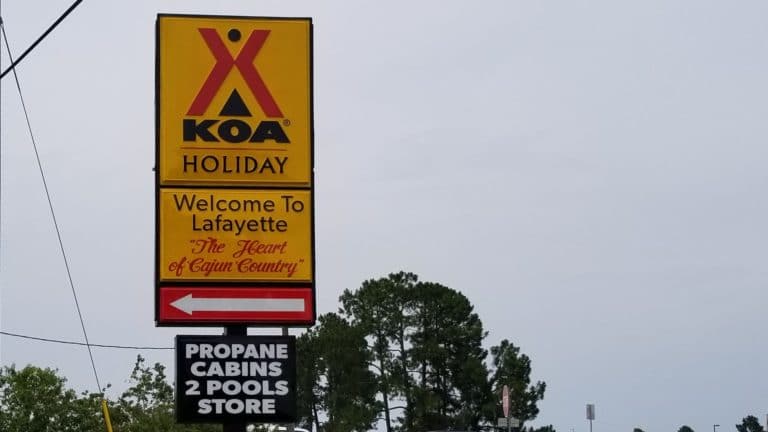 KOA®
HOLIDAY
Welcome To
Lafayette
"The Heart
of Cajun Country"
PROPANE
CABINS
2 POOLS
STORE